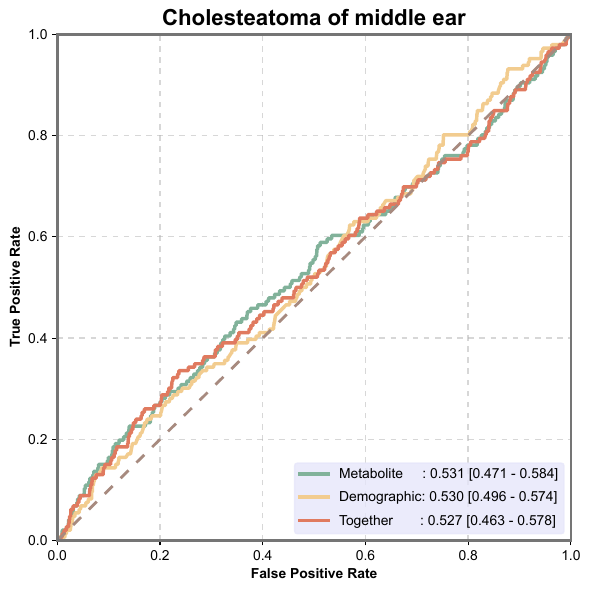 Cholesteatoma of middle ear
1.0
0.8
0.6
0.4
0.2
0.0
True Positive Rate
Metabolite : 0.531 [0.471 - 0.584]
Demographic: 0.530 [0.496 - 0.574]
Together : 0.527 [0.463 - 0.578]
0.0 0.2 0.4 0.6 0.8 1.0
False Positive Rate